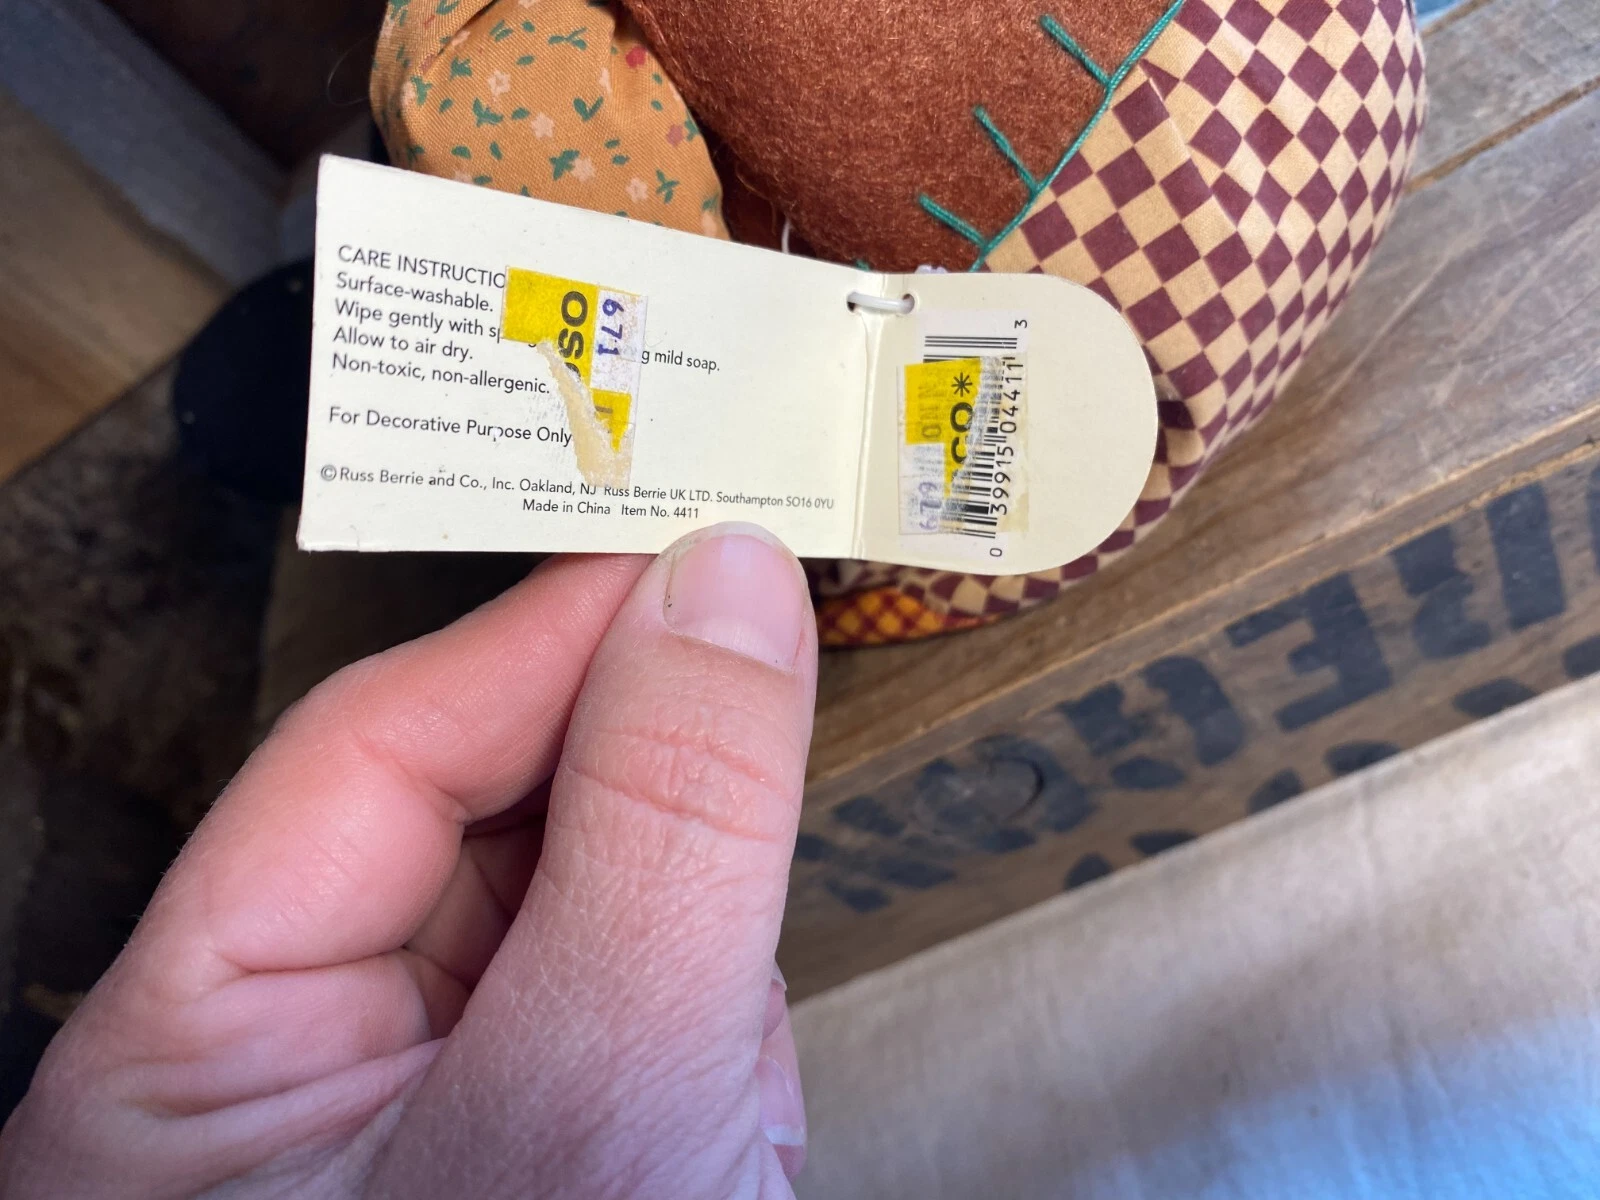 CARE INSTRUCTIO
Surface-washable.
Wipe gently with sp g mild soap.
Allow to air dry.
Non-toxic, non-allergenic.
For Decorative Purpose Only
©Russ Berrie and Co., Inc. Oakland, NJ Russ Berrie UK LTD. Southampton SO16 0YU
Made in China Item No. 4411
671
0 39915 04411 3
679